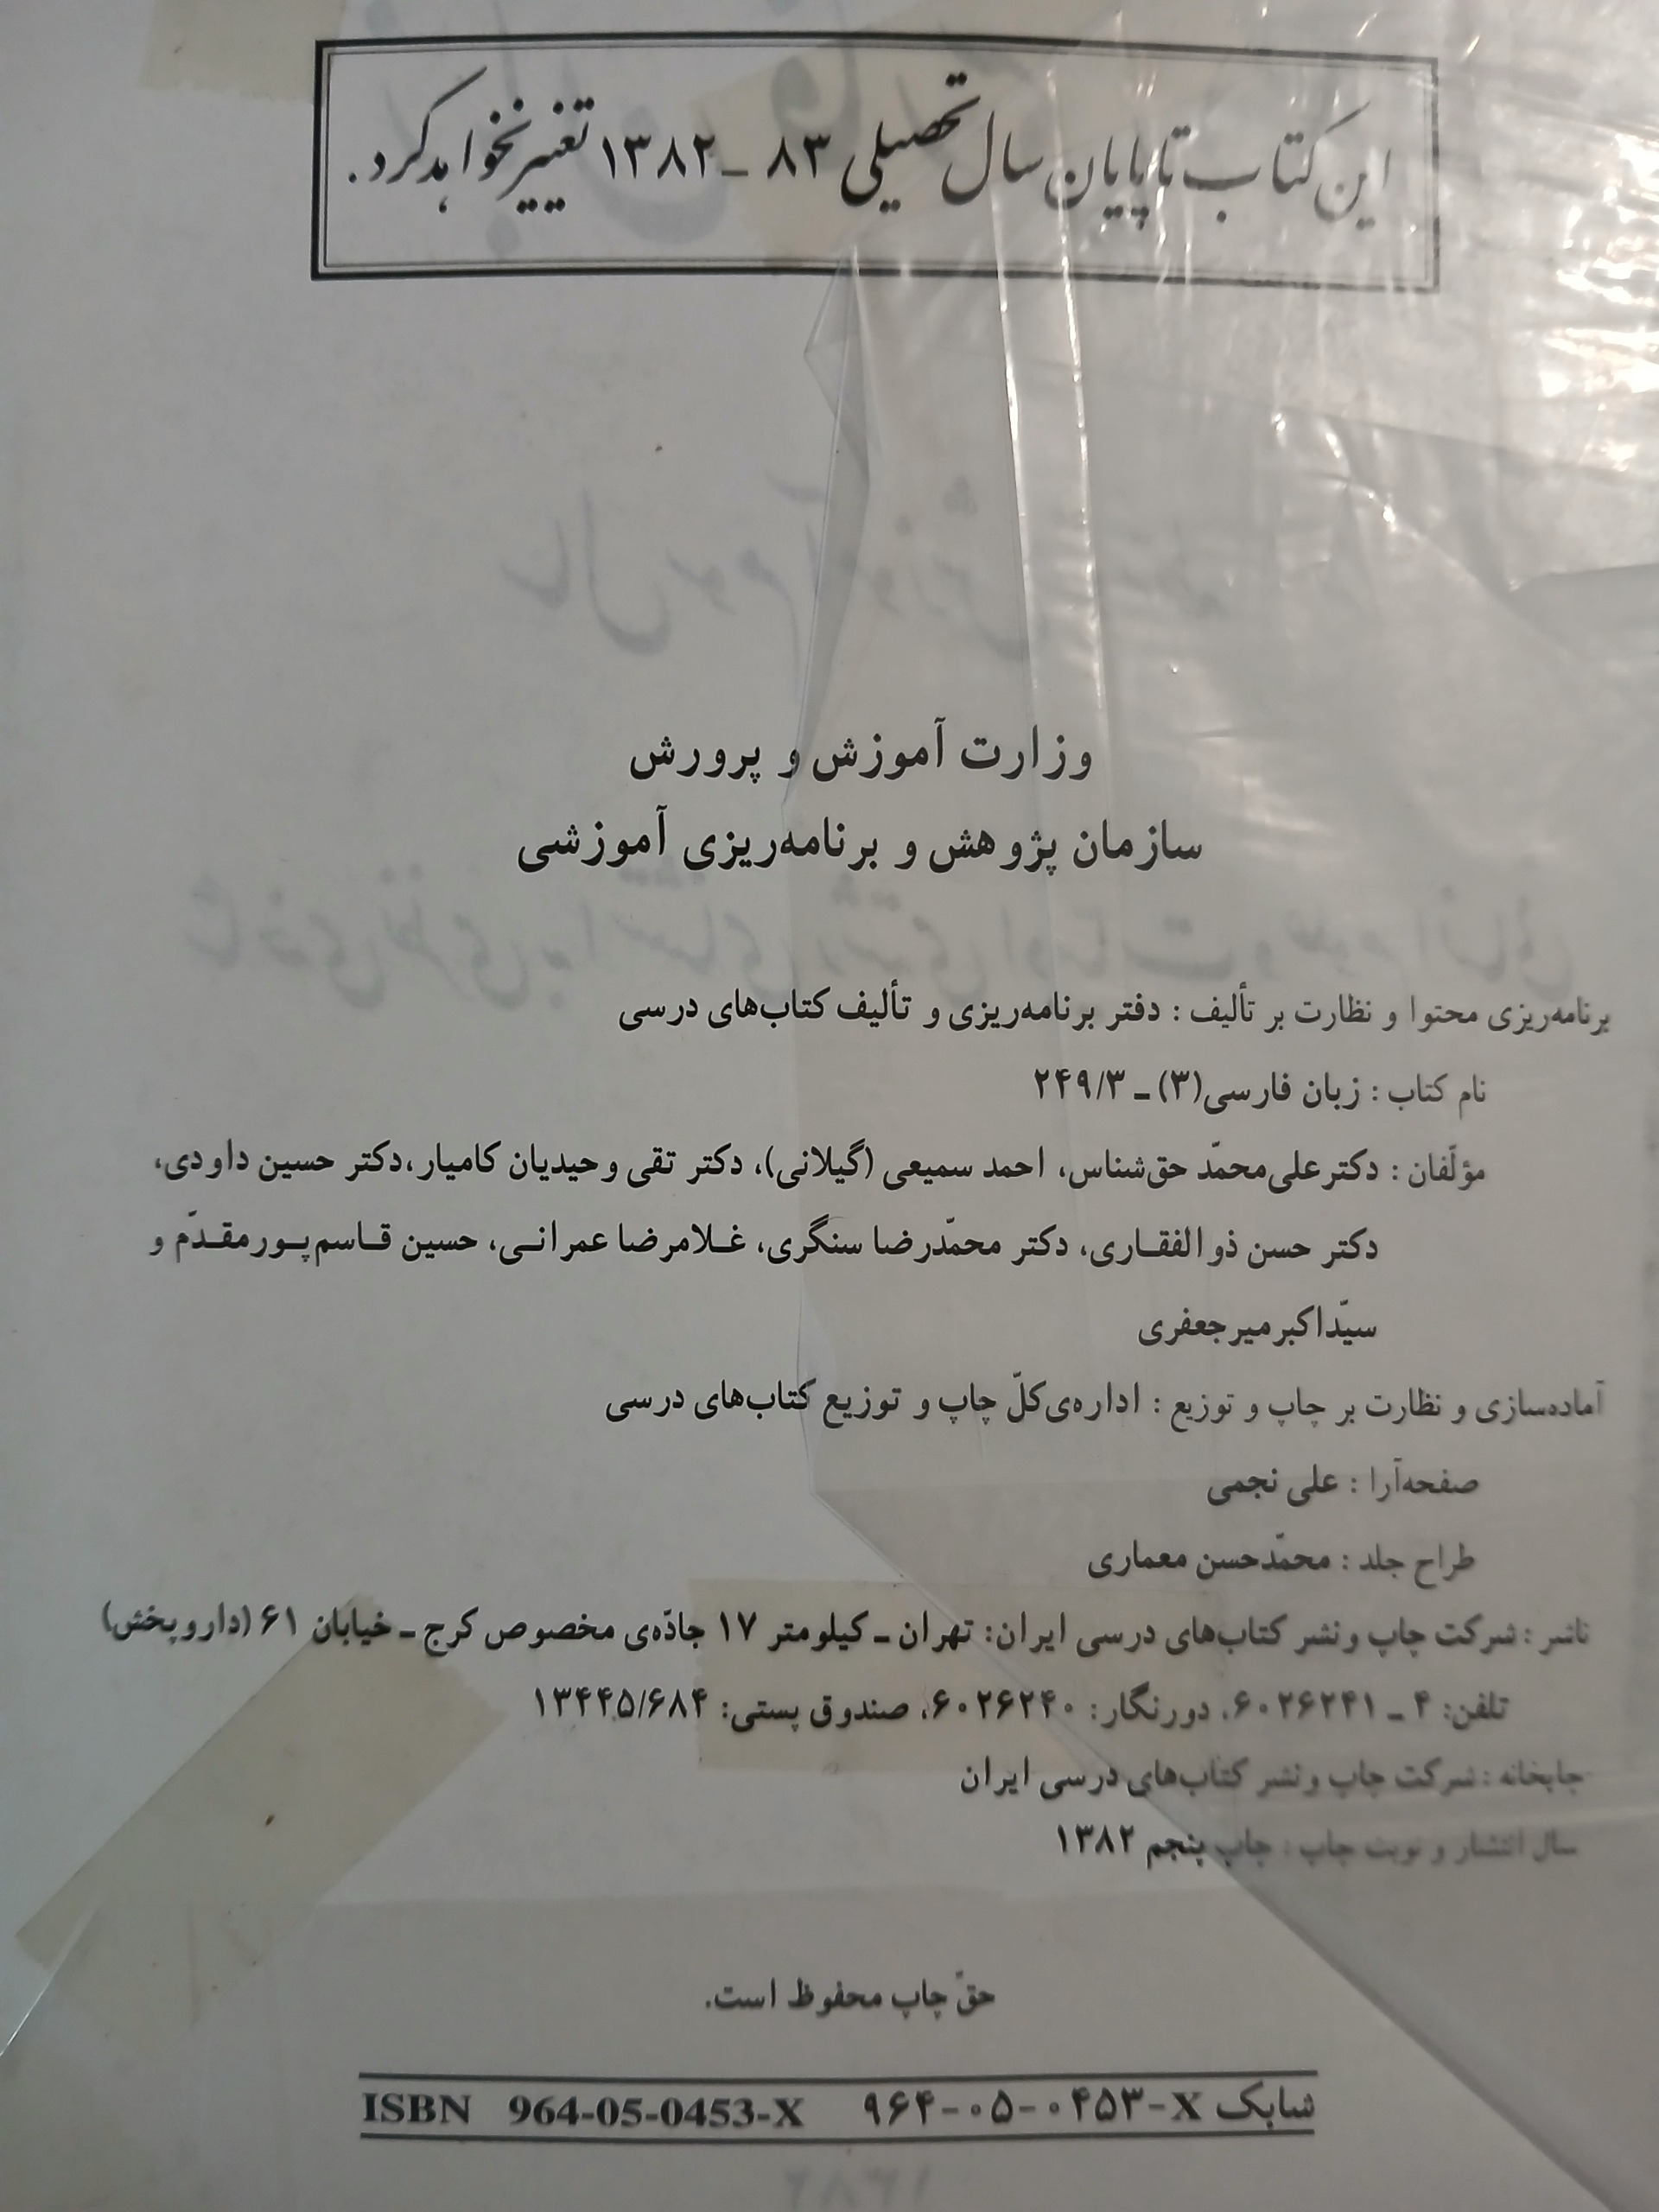 این کتاب تا پایان سال تحصیلی ۸۳ ـ ۱۳۸۲ تغییر نخواهد کرد.
وزارت آموزش و پرورش
سازمان پژوهش و برنامه‌ریزی آموزشی
برنامه‌ریزی محتوا و نظارت بر تألیف : دفتر برنامه‌ریزی و تألیف کتاب‌های درسی
نام کتاب : زبان فارسی(۳) ـ ۲۴۹/۳
مؤلّفان : دکترعلی‌محمّد حق‌شناس، احمد سمیعی (گیلانی)، دکتر تقی وحیدیان کامیار، دکتر حسین داودی،
دکتر حسن ذوالفقاری، دکتر محمّدرضا سنگری، غلامرضا عمرانی، حسین قاسم‌پورمقدّم و
سیّداکبرمیرجعفری
آماده‌سازی و نظارت بر چاپ و توزیع : اداره‌ی‌کلّ چاپ و توزیع کتاب‌های درسی
صفحه‌آرا : علی نجمی
طراح جلد : محمّدحسن معماری
ناشر : شرکت چاپ و نشر کتاب‌های درسی ایران: تهران ـ کیلومتر ۱۷ جادّه‌ی مخصوص کرج ـ خیابان ۶۱ (داروپخش)
تلفن: ۴ ـ ۶۰۲۶۲۴۱، دورنگار: ۶۰۲۶۲۴۰، صندوق پستی: ۱۳۴۴۵/۶۸۴
چاپخانه : شرکت چاپ و نشر کتاب‌های درسی ایران
سال انتشار و نوبت چاپ : چاپ پنجم ۱۳۸۲
حقّ چاپ محفوظ است.
شابک ۹۶۴-۰۵-۰۴۵۳-X ISBN 964-05-0453-X